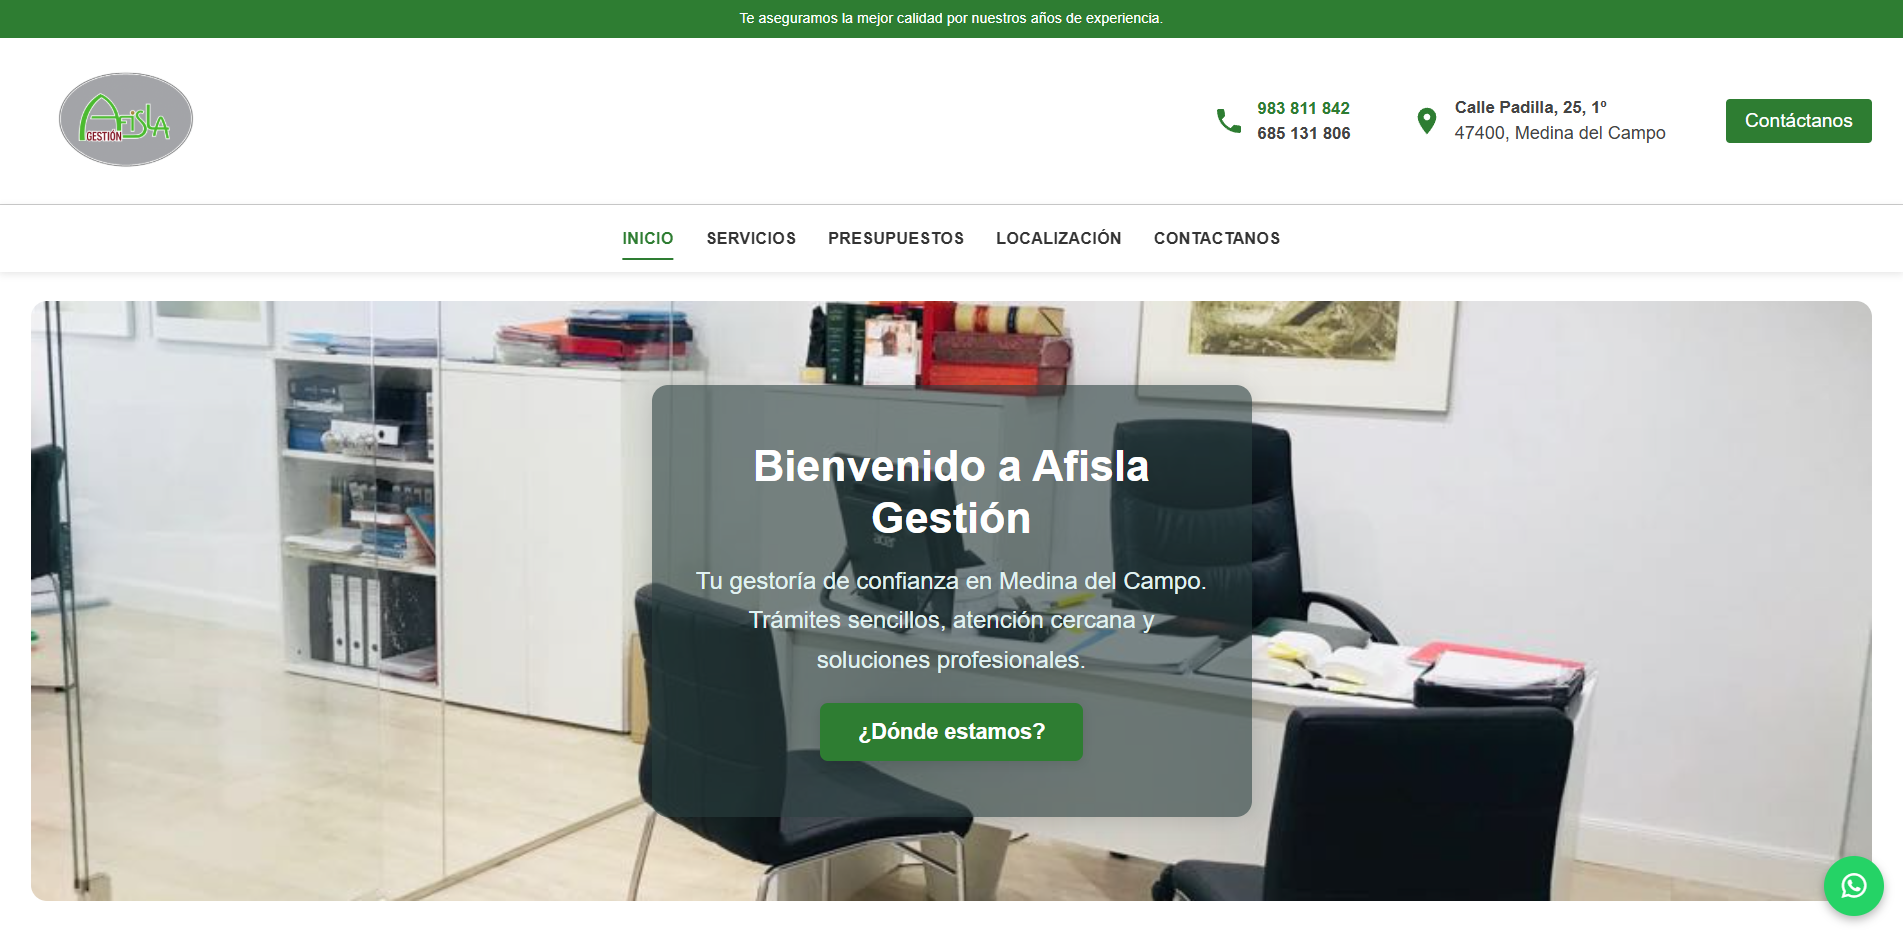 Te aseguramos la mejor calidad por nuestros años de experiencia.
Afisla
GESTIÓN
983 811 842
685 131 806
Calle Padilla, 25, 1º
47400, Medina del Campo
Contáctanos
INICIO
SERVICIOS
PRESUPUESTOS
LOCALIZACIÓN
CONTACTANOS
Bienvenido a Afisla
Gestión
acer
Tu gestoría de confianza en Medina del Campo.
Trámites sencillos, atención cercana y
soluciones profesionales.
¿Dónde estamos?